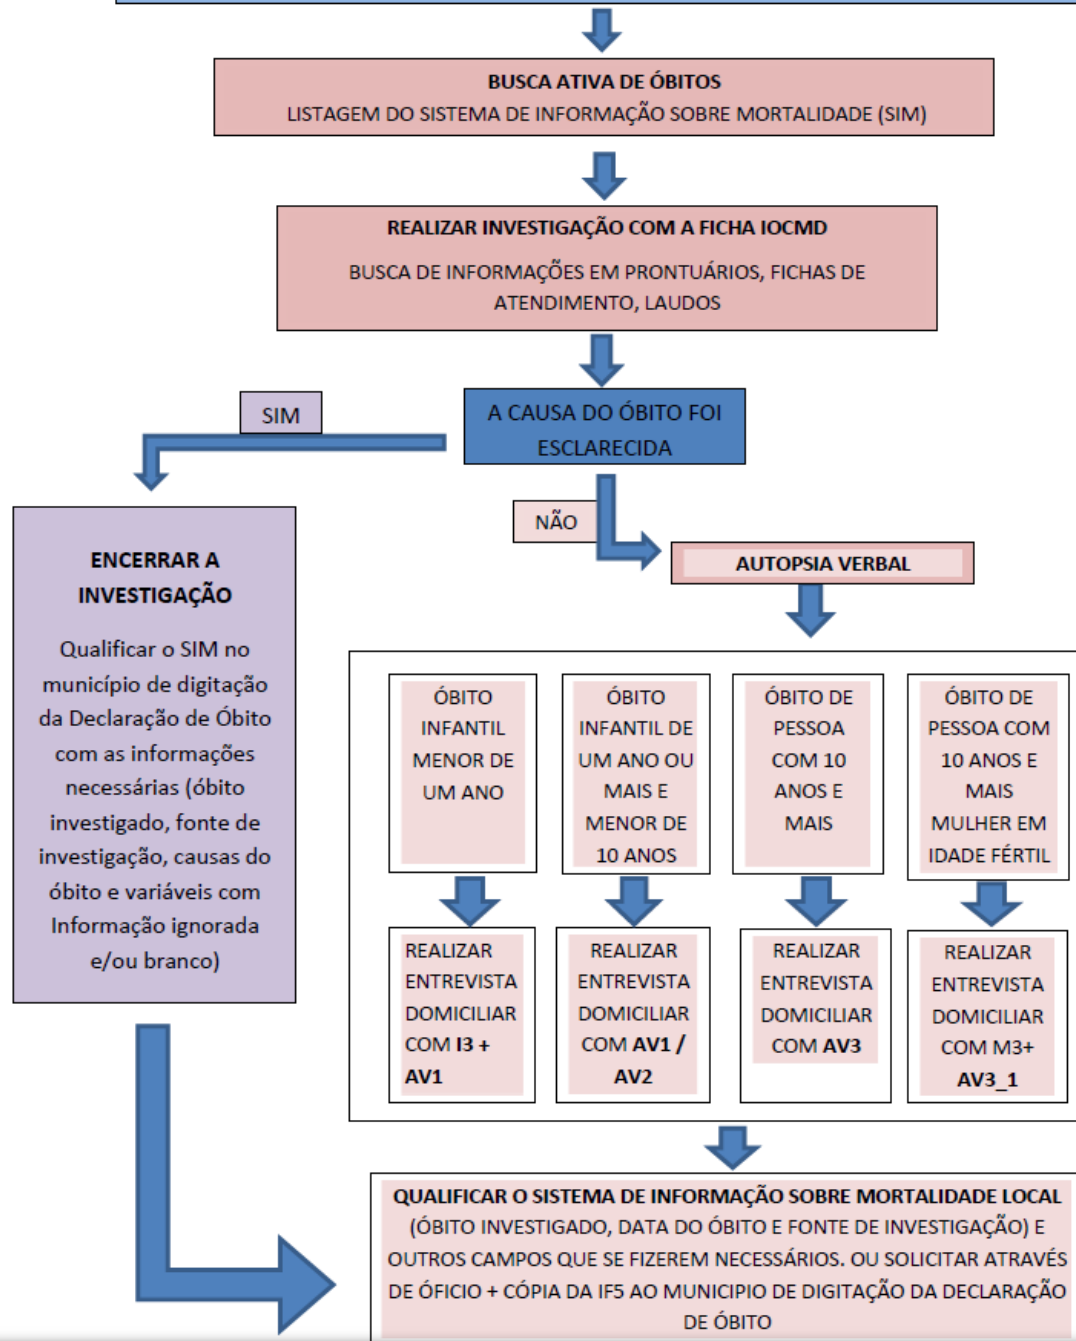 BUSCA ATIVA DE ÓBITOS
LISTAGEM DO SISTEMA DE INFORMAÇÃO SOBRE MORTALIDADE (SIM)
REALIZAR INVESTIGAÇÃO COM A FICHA IOCMD
BUSCA DE INFORMAÇÕES EM PRONTUÁRIOS, FICHAS DE
ATENDIMENTO, LAUDOS
A CAUSA DO ÓBITO FOI
ESCLARECIDA
SIM
NÃO
ENCERRAR A
INVESTIGAÇÃO
Qualificar o SIM no
município de digitação
da Declaração de Óbito
com as informações
necessárias (óbito
investigado, fonte de
investigação, causas do
óbito e variáveis com
Informação ignorada
e/ou branco)
AUTOPSIA VERBAL
ÓBITO
INFANTIL
MENOR DE
UM ANO
ÓBITO
INFANTIL DE
UM ANO OU
MAIS E
MENOR DE
10 ANOS
ÓBITO DE
PESSOA
COM 10
ANOS E
MAIS
ÓBITO DE
PESSOA COM
10 ANOS E
MAIS
MULHER EM
IDADE FÉRTIL
REALIZAR
ENTREVISTA
DOMICILIAR
COM I3 +
AV1
REALIZAR
ENTREVISTA
DOMICILIAR
COM AV1 /
AV2
REALIZAR
ENTREVISTA
DOMICILIAR
COM AV3
REALIZAR
ENTREVISTA
DOMICILIAR
COM M3+
AV3_1
QUALIFICAR O SISTEMA DE INFORMAÇÃO SOBRE MORTALIDADE LOCAL
(ÓBITO INVESTIGADO, DATA DO ÓBITO E FONTE DE INVESTIGAÇÃO) E
OUTROS CAMPOS QUE SE FIZEREM NECESSÁRIOS. OU SOLICITAR ATRAVÉS
DE ÓFICIO + CÓPIA DA IF5 AO MUNICIPIO DE DIGITAÇÃO DA DECLARAÇÃO
DE ÓBITO